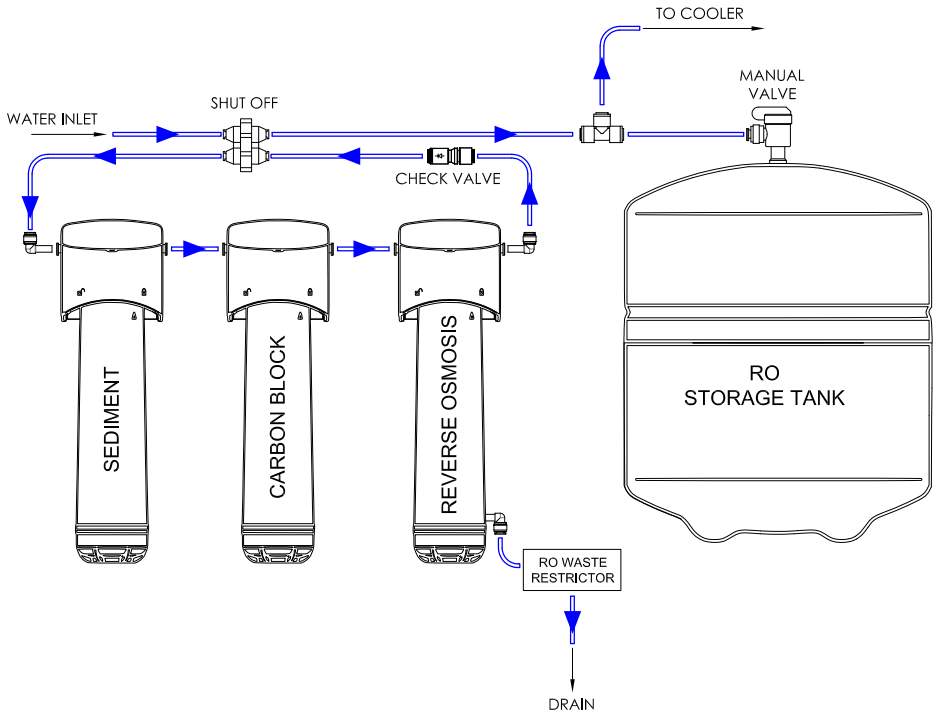 TO COOLER
MANUAL
VALVE
SHUT OFF
WATER INLET
CHECK VALVE
SEDIMENT
CARBON BLOCK
REVERSE OSMOSIS
RO
STORAGE TANK
RO WASTE
RESTRICTOR
DRAIN